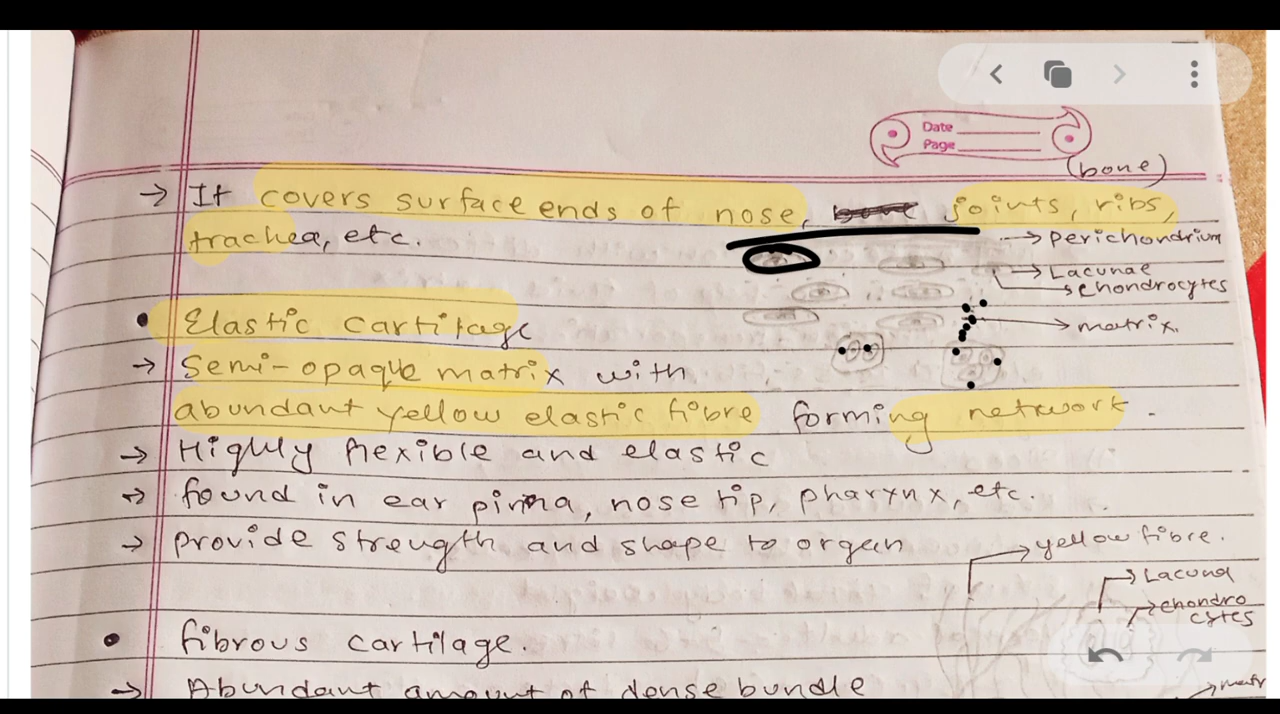 Date
Page
(bone)
→ It covers surface ends of nose, joints, ribs,
trachea, etc.
→ Perichondrium
→ Lacunae
→ Chondrocytes
→ matrix.
• Elastic cartilage
→ Semi-opaque matrix with
abundant yellow elastic fibre forming network.
→ Highly flexible and elastic
→ found in ear pinna, nose tip, pharynx, etc.
→ provide strength and shape to organ
→ yellow fibre.
→ Lacuna
→ chondro
cytes
• fibrous cartilage.
→ Abundant amount of dense bundle
→ matr